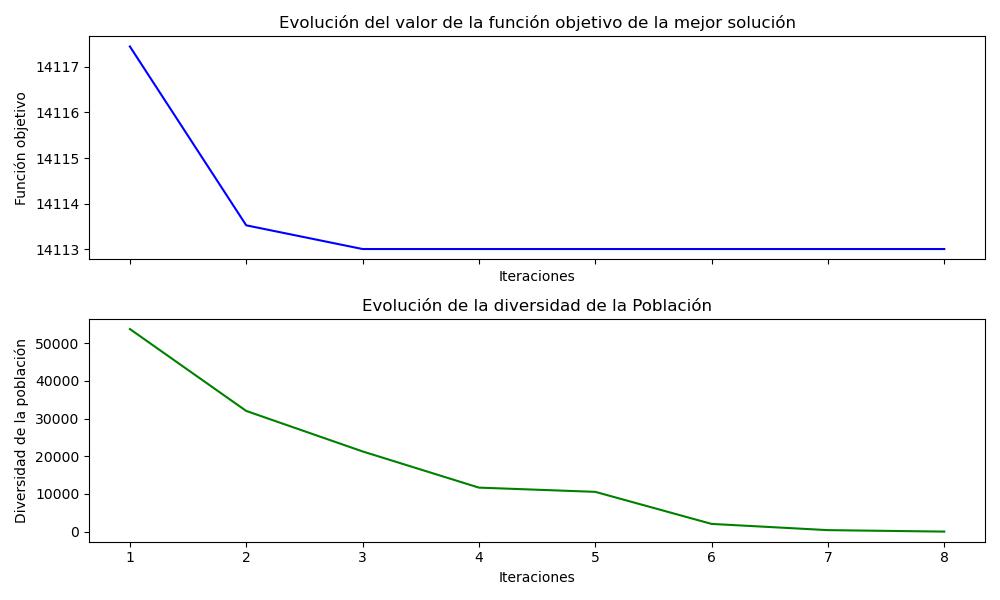 Evolución del valor de la función objetivo de la mejor solución
Función objetivo
14117
14116
14115
14114
14113
Iteraciones
Evolución de la diversidad de la Población
Diversidad de la población
50000
40000
30000
20000
10000
0
1 2 3 4 5 6 7 8
Iteraciones